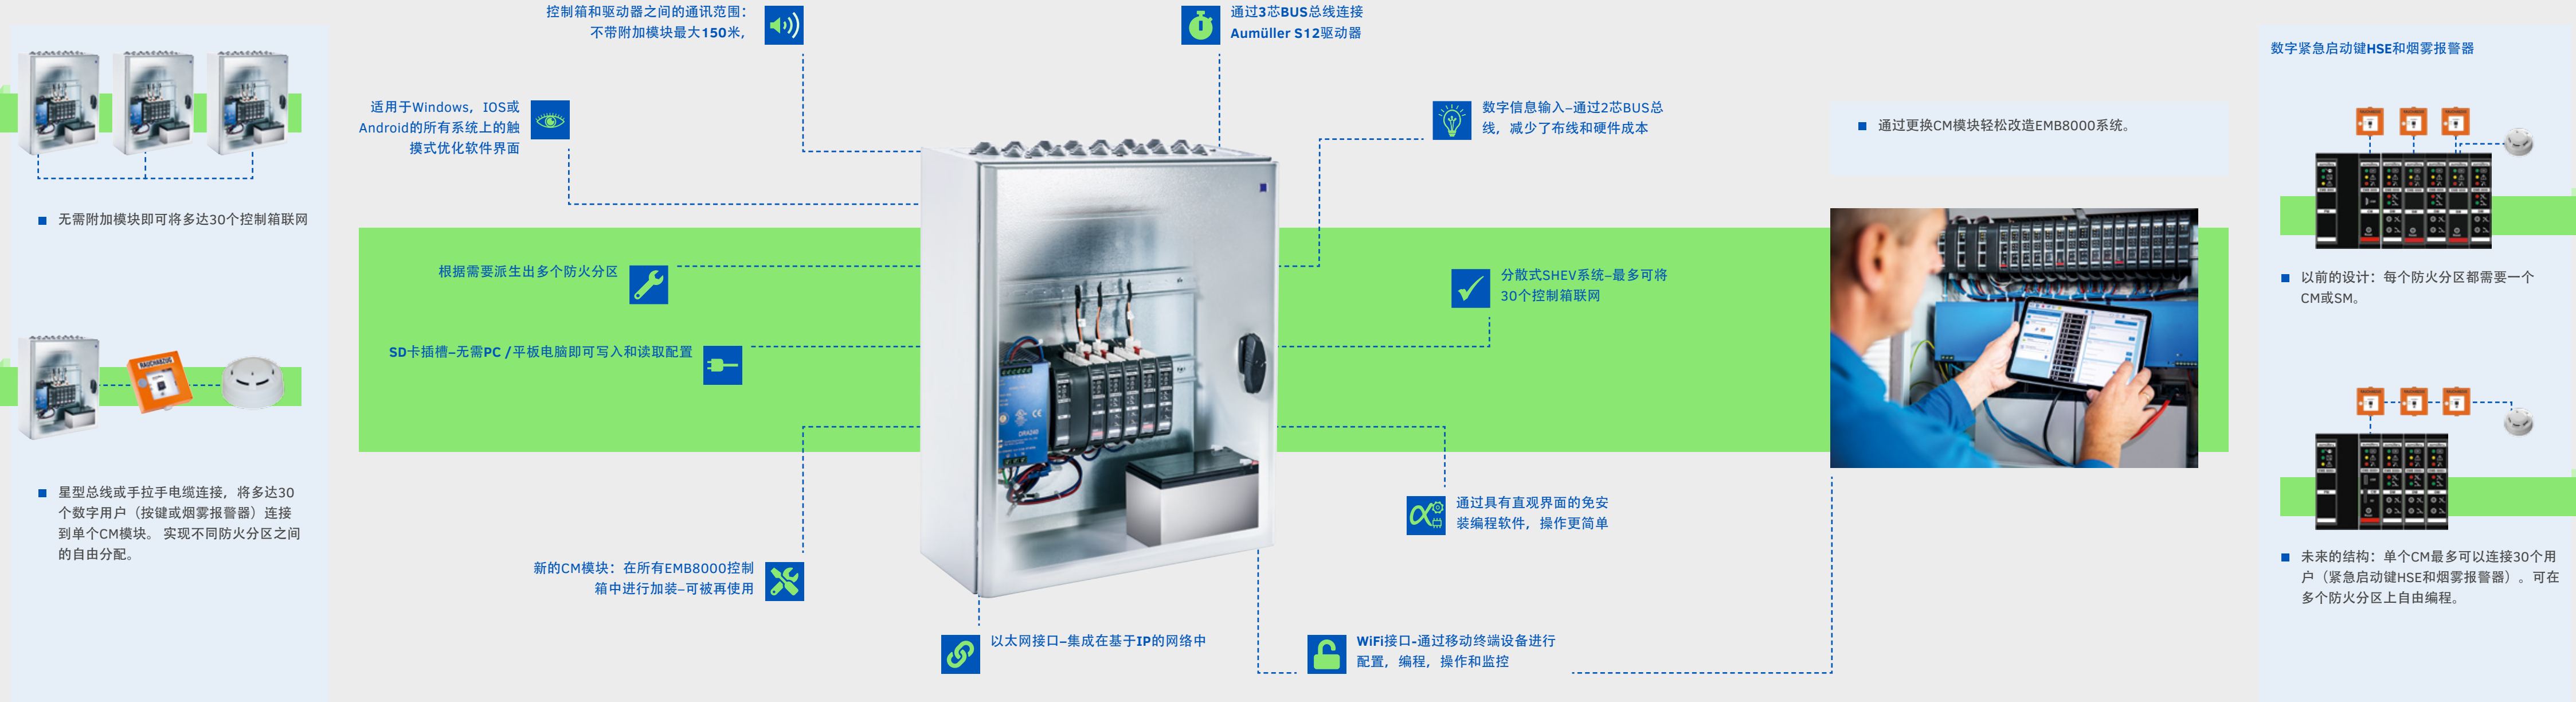 控制箱和驱动器之间的通讯范围：
不带附加模块最大150米，
通过3芯BUS总线连接
Aumüller S12驱动器
适用于Windows，IOS或
Android的所有系统上的触
摸式优化软件界面
数字信息输入–通过2芯BUS总
线，减少了布线和硬件成本
根据需要派生出多个防火分区
分散式SHEV系统–最多可将
30个控制箱联网
SD卡插槽–无需PC /平板电脑即可写入和读取配置
通过具有直观界面的免安
装编程软件，操作更简单
新的CM模块：在所有EMB8000控制
箱中进行加装–可被再使用
以太网接口–集成在基于IP的网络中
WiFi接口-通过移动终端设备进行
配置，编程，操作和监控
无需附加模块即可将多达30个控制箱联网
RAUCHABZUG
星型总线或手拉手电缆连接，将多达30
个数字用户（按键或烟雾报警器）连接
到单个CM模块。 实现不同防火分区之间
的自由分配。
通过更换CM模块轻松改造EMB8000系统。
数字紧急启动键HSE和烟雾报警器
以前的设计：每个防火分区都需要一个
CM或SM。
未来的结构：单个CM最多可以连接30个用
户（紧急启动键HSE和烟雾报警器）。可在
多个防火分区上自由编程。